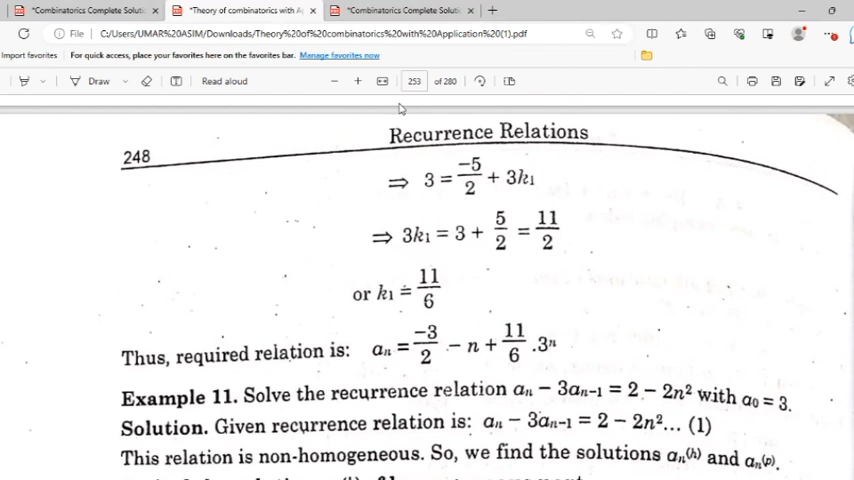 *Combinatorics Complete Solut
*Theory of combinatorics with A
*Combinatorics Complete Solut
File C:/Users/UMAR%20ASIM/Downloads/Theory%20of%20combinatorics%20with%20Application%20(1).pdf
Import favorites For quick access, place your favorites here on the favorites bar. Manage favorites now
Draw Read aloud 253 of 280
248 Recurrence Relations
⇒ 3 = -5/2 + 3k₁
⇒ 3k₁ = 3 + 5/2 = 11/2
or k₁ = 11/6
Thus, required relation is: aₙ = -3/2 - n + 11/6 .3ⁿ
Example 11. Solve the recurrence relation aₙ – 3aₙ₋₁ = 2 – 2n² with a₀ = 3.
Solution. Given recurrence relation is: aₙ – 3aₙ₋₁ = 2 – 2n²... (1)
This relation is non-homogeneous. So, we find the solutions aₙ⁽ʰ⁾ and aₙ⁽ᵖ⁾.